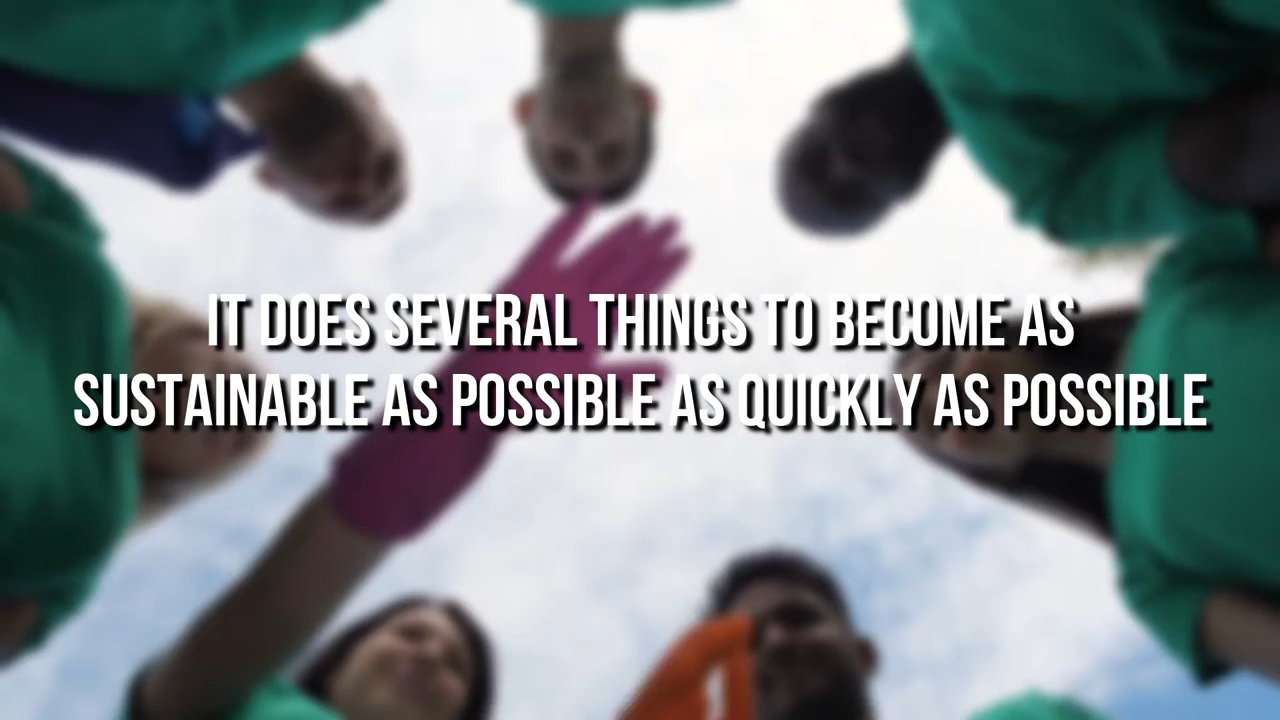 IT DOES SEVERAL THINGS TO BECOME AS
SUSTAINABLE AS POSSIBLE AS QUICKLY AS POSSIBLE